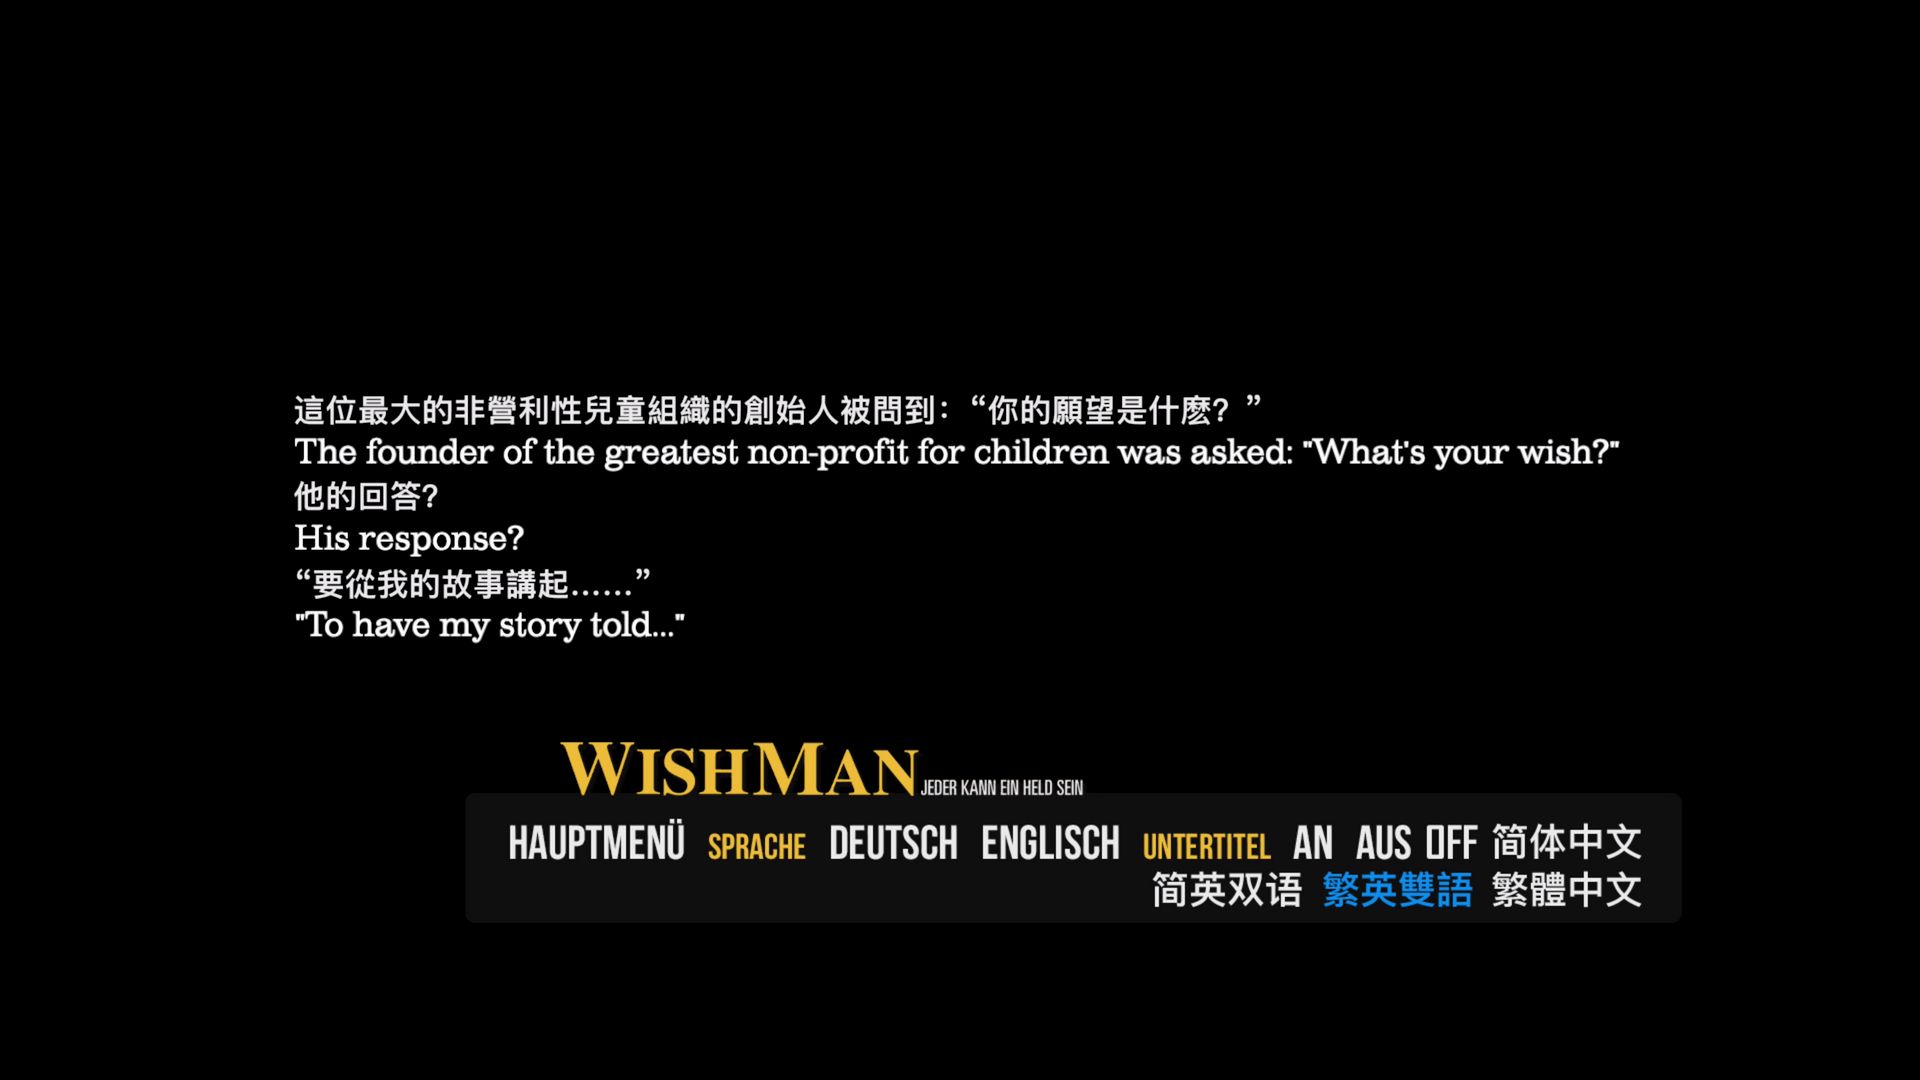 這位最大的非營利性兒童組織的創始人被問到：“你的願望是什麽？”
The founder of the greatest non-profit for children was asked: "What's your wish?"
他的回答？
His response?
“要從我的故事講起……”
"To have my story told..."
WISHMAN JEDER KANN EIN HELD SEIN
HAUPTMENÜ SPRACHE DEUTSCH ENGLISCH UNTERTITEL AN AUS OFF 简体中文
简英双语 繁英雙語 繁體中文